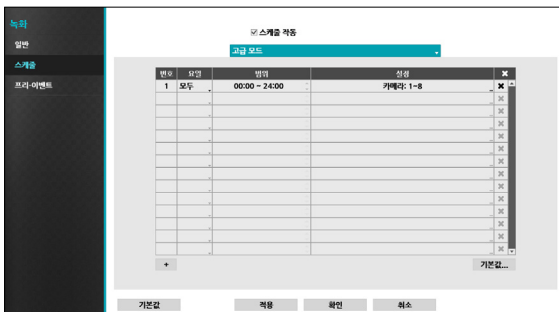 녹화
일반
스케줄
프리-이벤트
스케줄 작동
고급 모드
번호 요일 범위 설정
1 모두 00:00 ~ 24:00 카메라: 1~8
+ 기본값...
기본값 적용 확인 취소